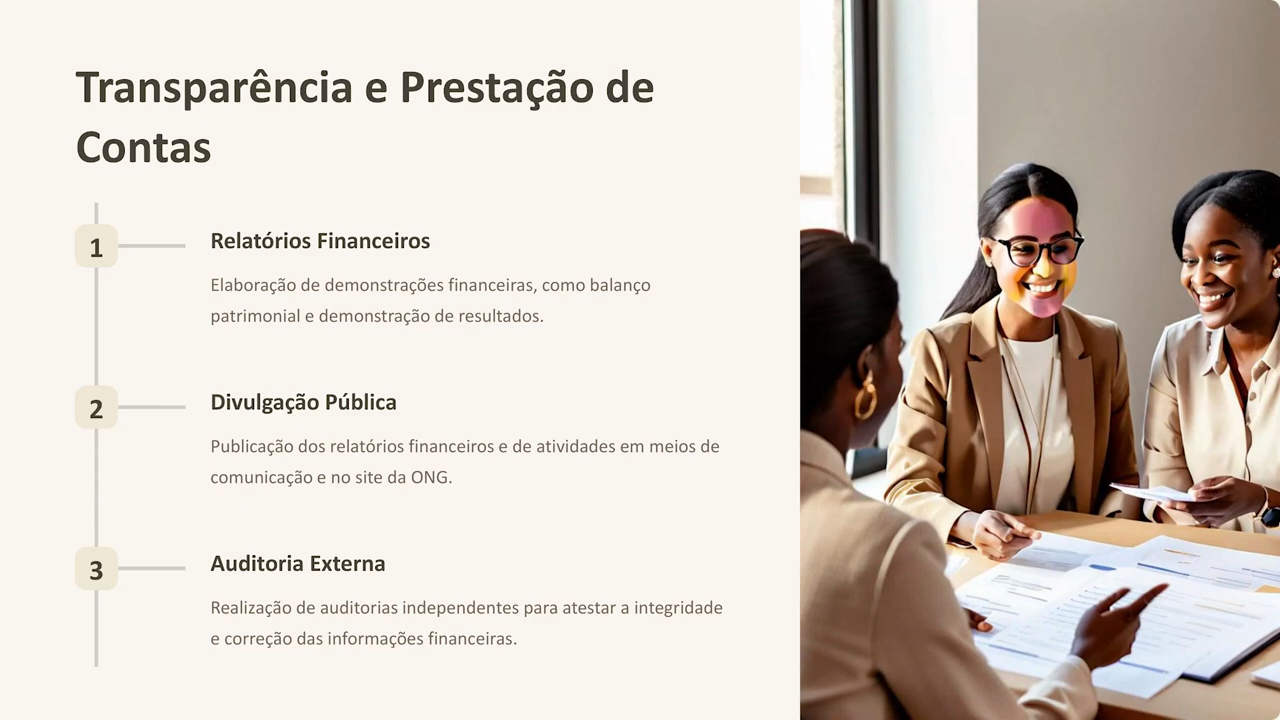 Transparência e Prestação de
Contas
1
Relatórios Financeiros
Elaboração de demonstrações financeiras, como balanço
patrimonial e demonstração de resultados.
2
Divulgação Pública
Publicação dos relatórios financeiros e de atividades em meios de
comunicação e no site da ONG.
3
Auditoria Externa
Realização de auditorias independentes para atestar a integridade
e correção das informações financeiras.